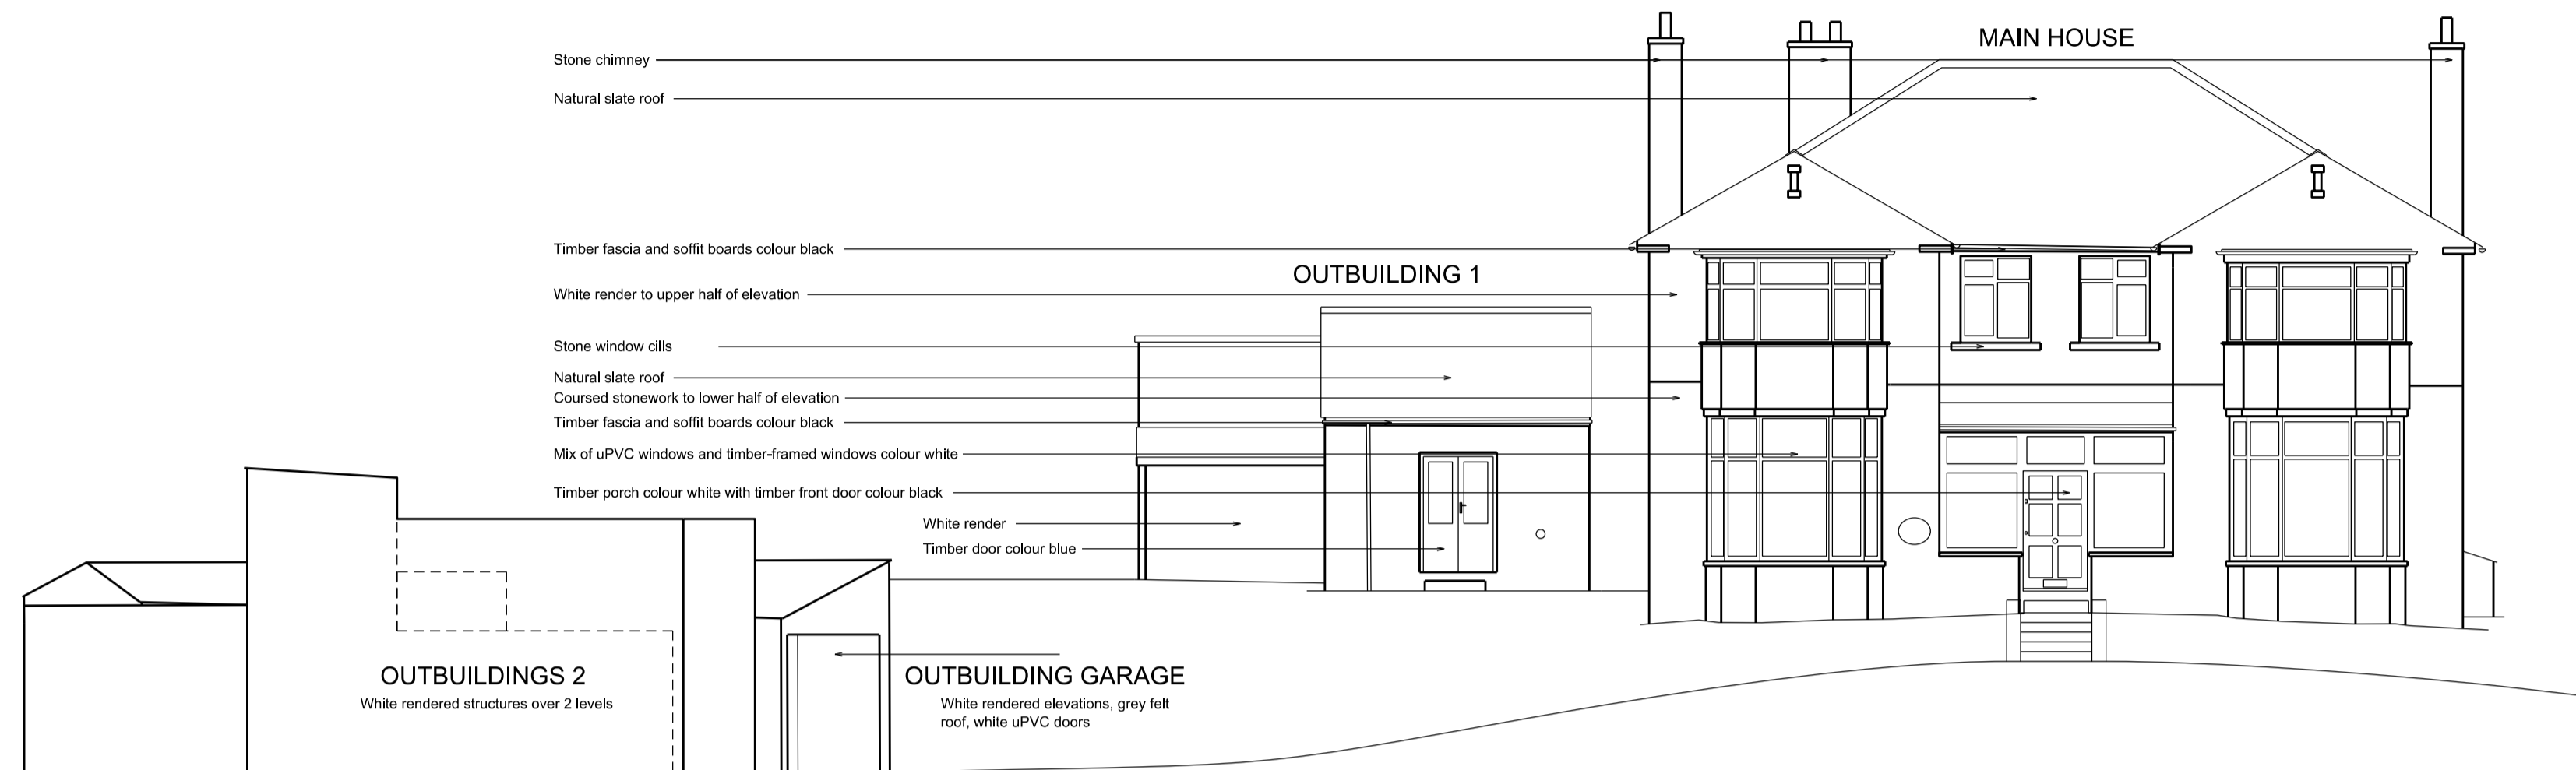 MAIN HOUSE
Stone chimney
Natural slate roof
Timber fascia and soffit boards colour black
OUTBUILDING 1
White render to upper half of elevation
Stone window cills
Natural slate roof
Coursed stonework to lower half of elevation
Timber fascia and soffit boards colour black
Mix of uPVC windows and timber-framed windows colour white
Timber porch colour white with timber front door colour black
White render
Timber door colour blue
OUTBUILDINGS 2
White rendered structures over 2 levels
OUTBUILDING GARAGE
White rendered elevations, grey felt
roof, white uPVC doors